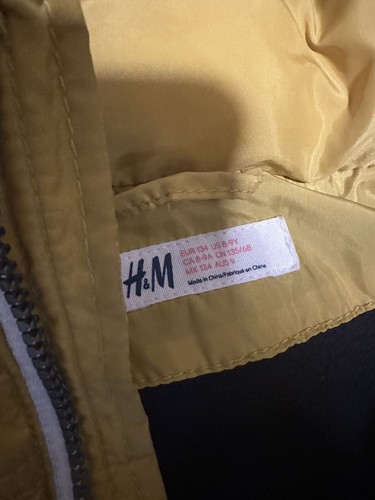 H&M
EUR 134 US 8-9Y
CA 8-9A CN 135/68
MX 134 AUS 9
Made in China/Fabriqué en Chine